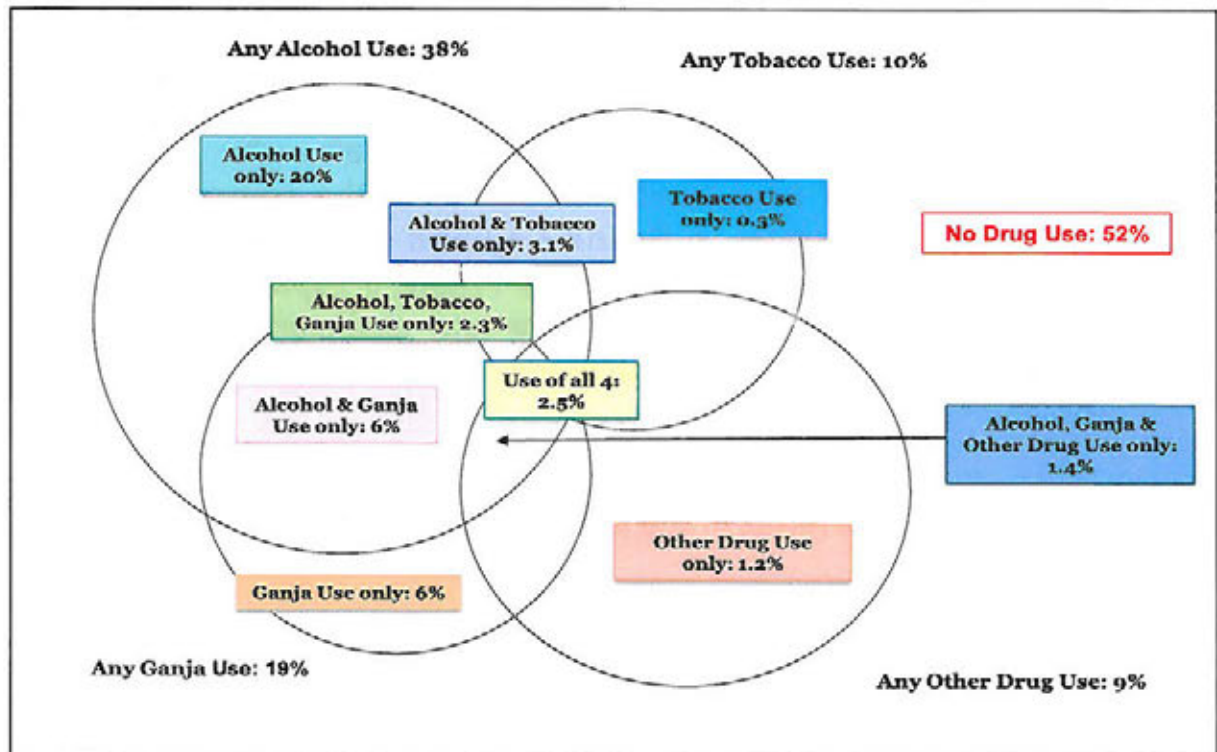 Any Alcohol Use: 38%
Any Tobacco Use: 10%
Alcohol Use
only: 20%
Alcohol & Tobacco
Use only: 3.1%
Tobacco Use
only: 0.3%
No Drug Use: 52%
Alcohol, Tobacco,
Ganja Use only: 2.3%
Use of all 4:
2.5%
Alcohol & Ganja
Use only: 6%
Alcohol, Ganja &
Other Drug Use only:
1.4%
Other Drug Use
only: 1.2%
Ganja Use only: 6%
Any Ganja Use: 19%
Any Other Drug Use: 9%